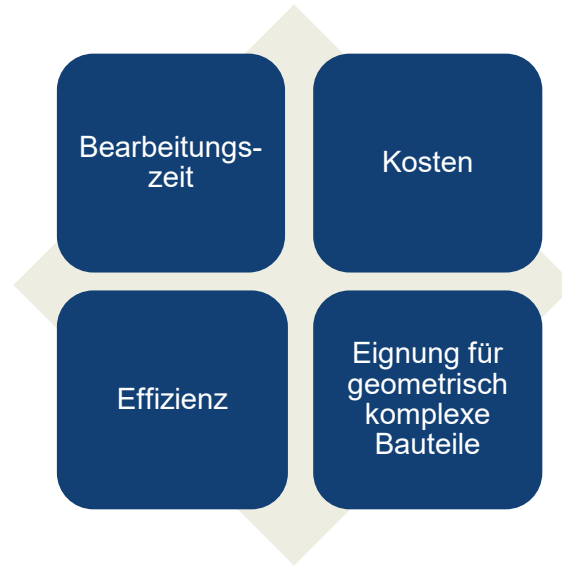 Bearbeitungs-
zeit
Kosten
Effizienz
Eignung für
geometrisch
komplexe
Bauteile